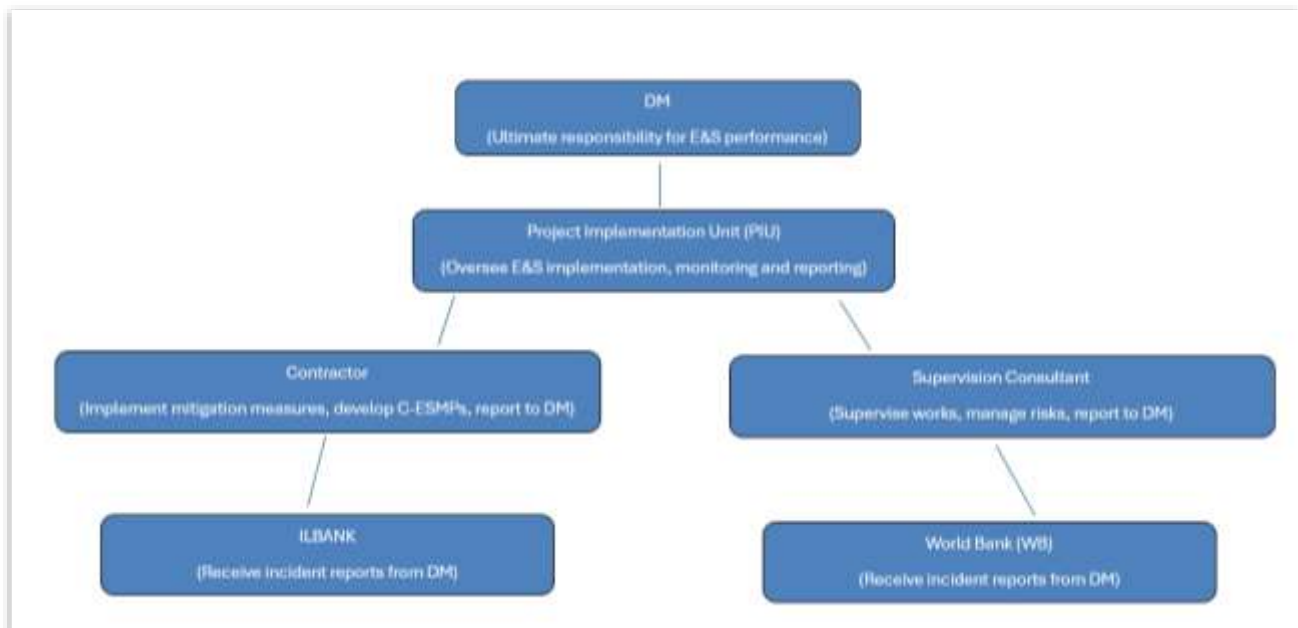 DM
(Ultimate responsibility for E&S performance)
Project Implementation Unit (PIU)
(Oversee E&S implementation, monitoring and reporting)
Contractor
(Implement mitigation measures, develop C-ESMPs, report to DM)
Supervision Consultant
(Supervise works, manage risks, report to DM)
ILBANK
(Receive incident reports from DM)
World Bank (WB)
(Receive incident reports from DM)